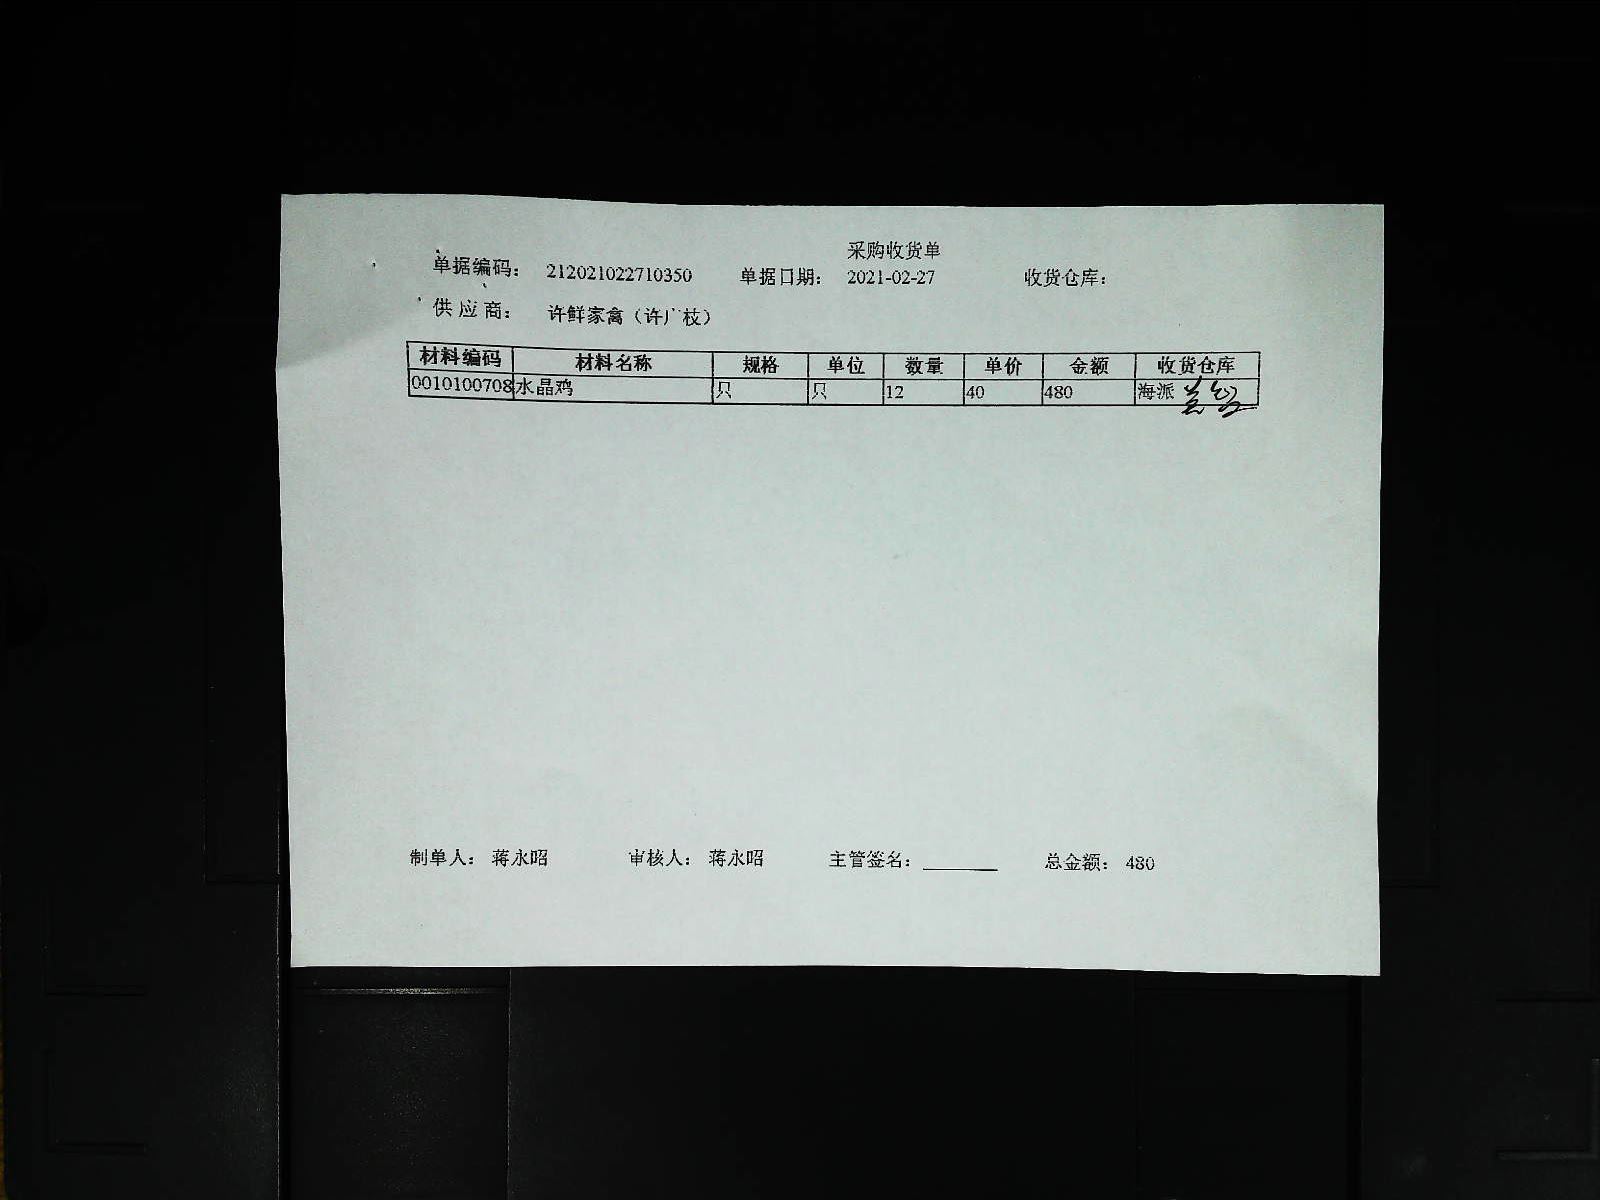 采购收货单
单据编码： 212021022710350 单据日期： 2021-02-27 收货仓库：
供应商： 许鲜家禽（许广枝）
材料编码 材料名称 规格 单位 数量 单价 金额 收货仓库
0010100708 水晶鸡 只 只 12 40 480 海派
制单人： 蒋永昭 审核人： 蒋永昭 主管签名： 总金额： 480